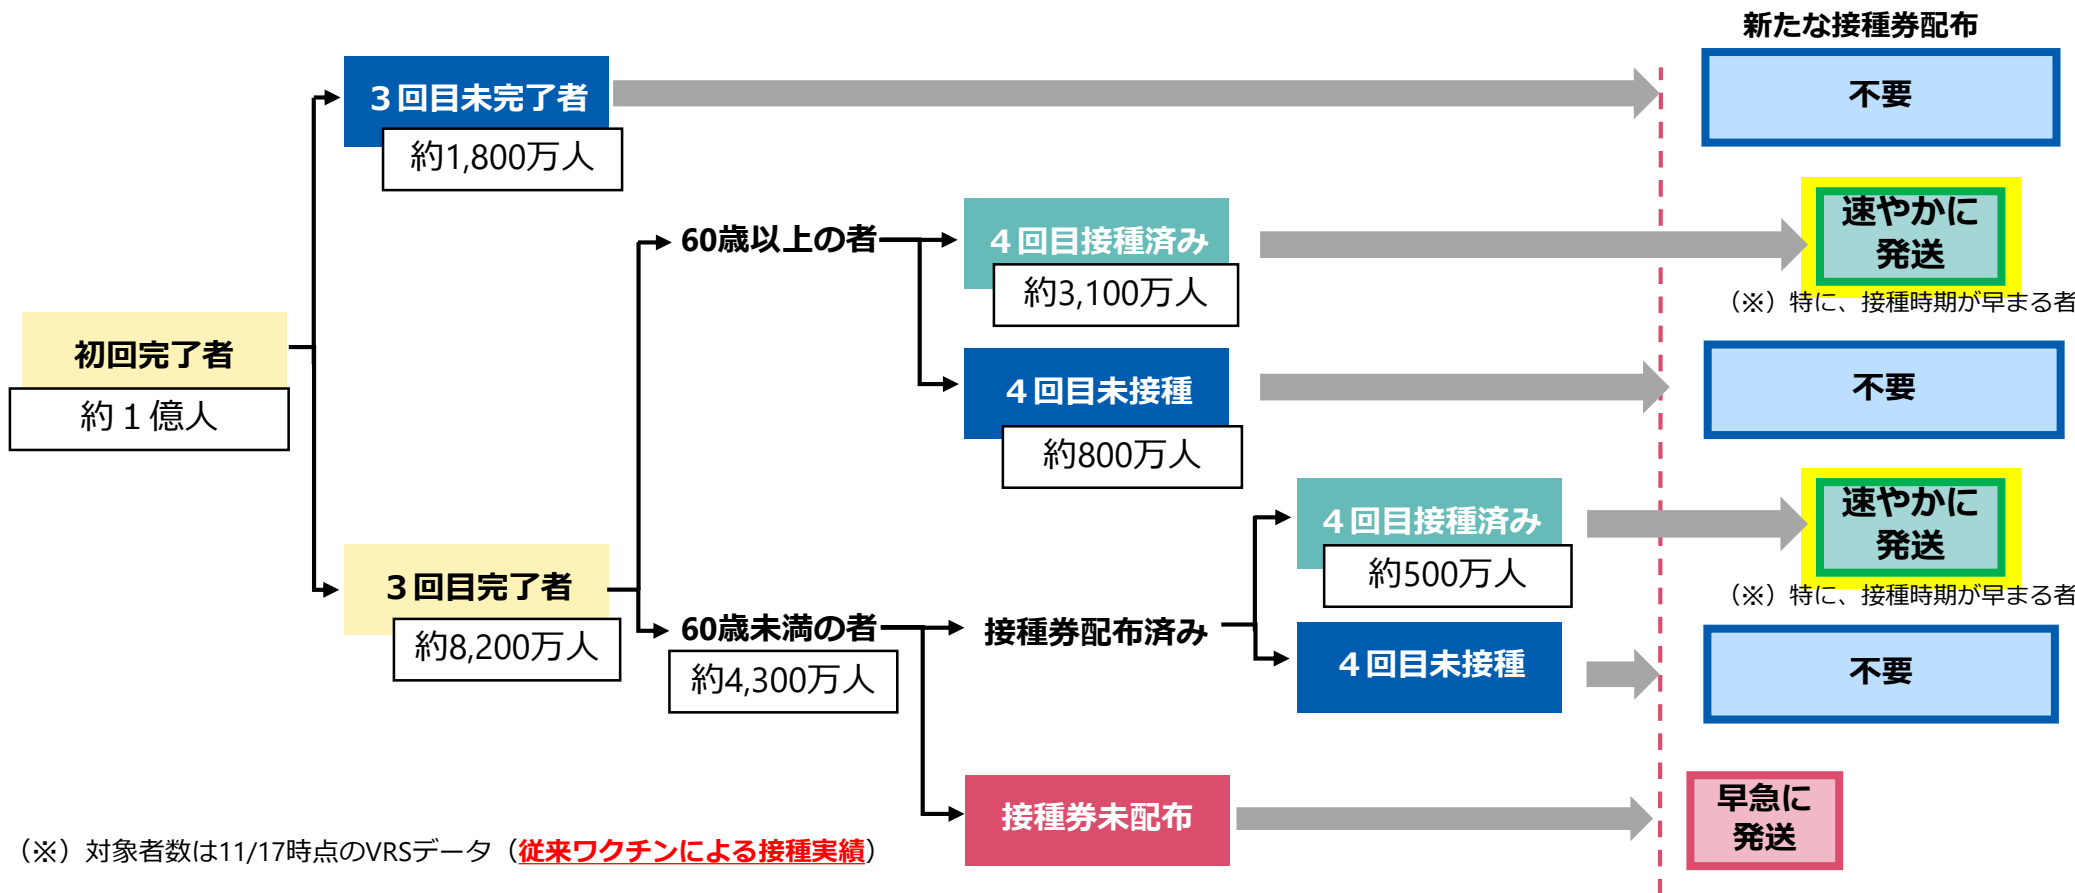 新たな接種券配布
３回目未完了者
約1,800万人
不要
60歳以上の者
４回目接種済み
約3,100万人
速やかに
発送
（※）特に、接種時期が早まる者
初回完了者
約１億人
４回目未接種
約800万人
不要
４回目接種済み
約500万人
速やかに
発送
（※）特に、接種時期が早まる者
３回目完了者
約8,200万人
60歳未満の者
約4,300万人
接種券配布済み
４回目未接種
不要
接種券未配布
早急に
発送
（※）対象者数は11/17時点のVRSデータ（従来ワクチンによる接種実績）